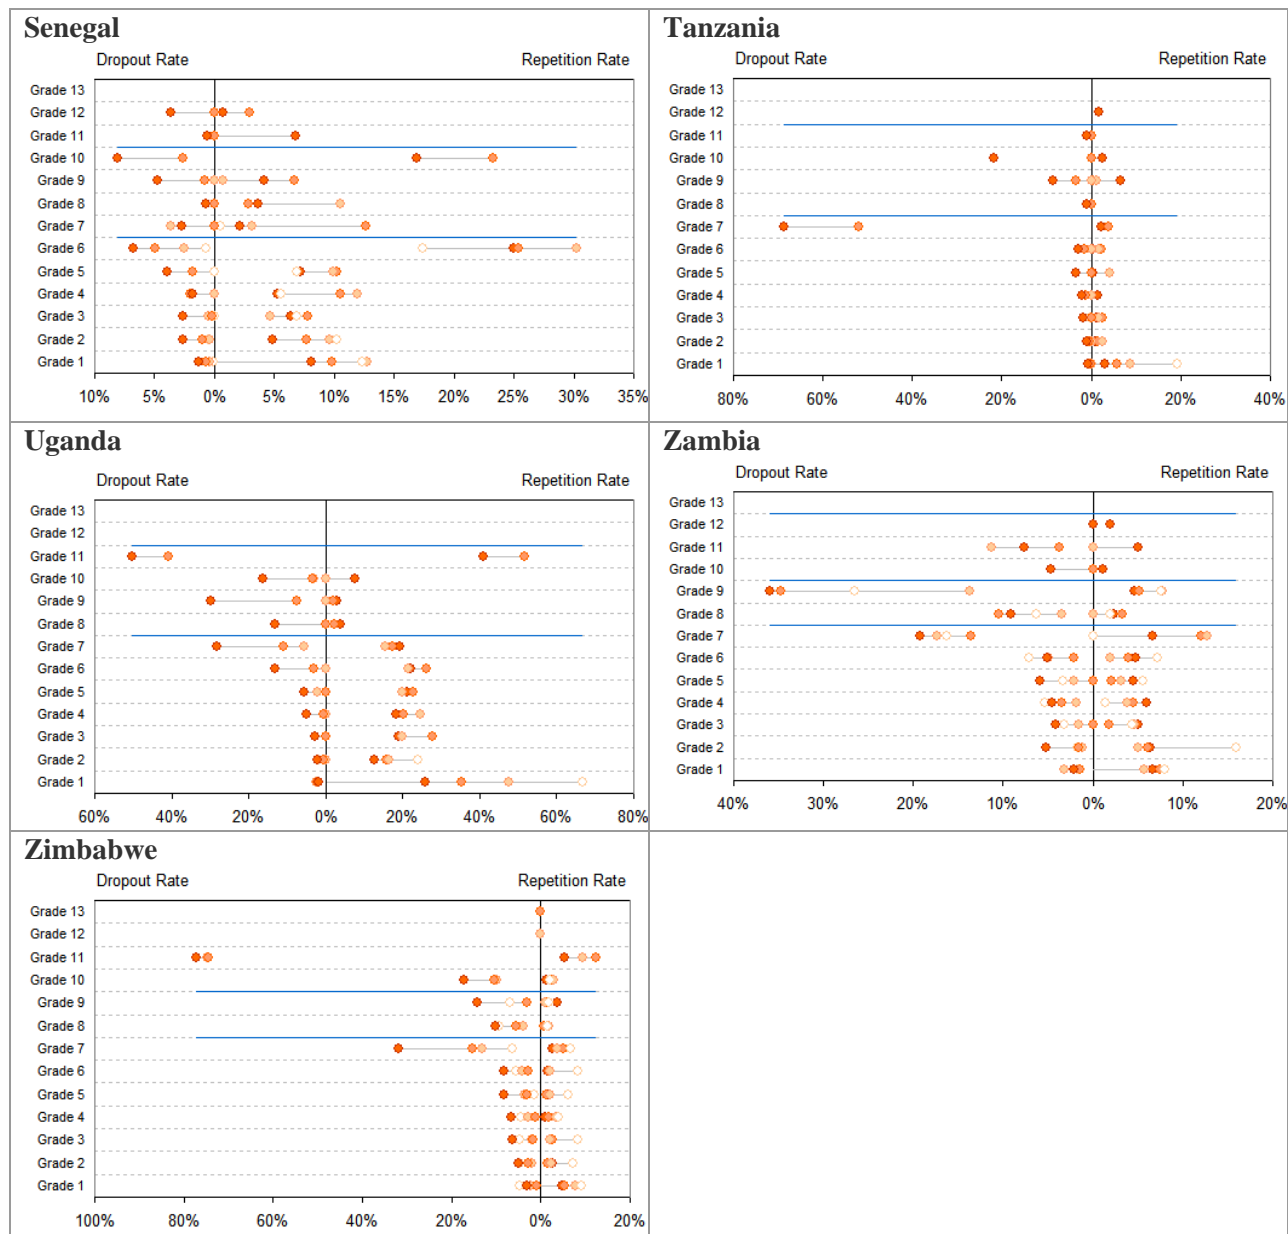 Senegal
Dropout Rate Repetition Rate
Grade 13
Grade 12
Grade 11
Grade 10
Grade 9
Grade 8
Grade 7
Grade 6
Grade 5
Grade 4
Grade 3
Grade 2
Grade 1
10% 5% 0% 5% 10% 15% 20% 25% 30% 35%
Tanzania
Dropout Rate Repetition Rate
Grade 13
Grade 12
Grade 11
Grade 10
Grade 9
Grade 8
Grade 7
Grade 6
Grade 5
Grade 4
Grade 3
Grade 2
Grade 1
80% 60% 40% 20% 0% 20% 40%
Uganda
Dropout Rate Repetition Rate
Grade 13
Grade 12
Grade 11
Grade 10
Grade 9
Grade 8
Grade 7
Grade 6
Grade 5
Grade 4
Grade 3
Grade 2
Grade 1
60% 40% 20% 0% 20% 40% 60% 80%
Zambia
Dropout Rate Repetition Rate
Grade 13
Grade 12
Grade 11
Grade 10
Grade 9
Grade 8
Grade 7
Grade 6
Grade 5
Grade 4
Grade 3
Grade 2
Grade 1
40% 30% 20% 10% 0% 10% 20%
Zimbabwe
Dropout Rate Repetition Rate
Grade 13
Grade 12
Grade 11
Grade 10
Grade 9
Grade 8
Grade 7
Grade 6
Grade 5
Grade 4
Grade 3
Grade 2
Grade 1
100% 80% 60% 40% 20% 0% 20%